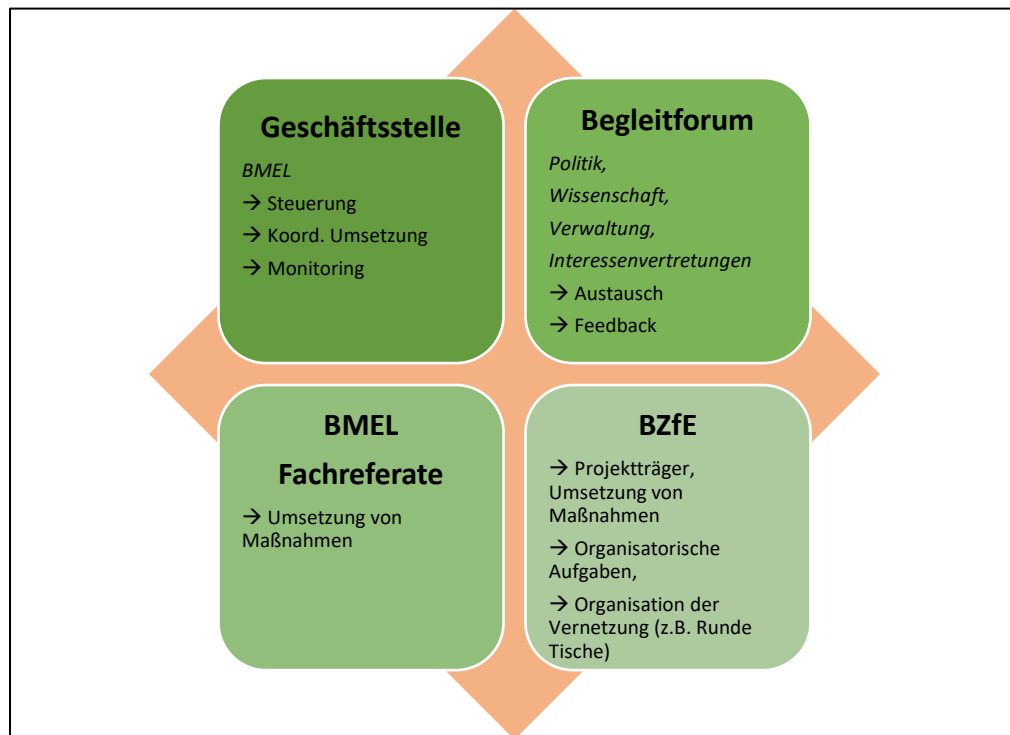 Geschäftsstelle
BMEL
→ Steuerung
→ Koord. Umsetzung
→ Monitoring
Begleitforum
Politik,
Wissenschaft,
Verwaltung,
Interessenvertretungen
→ Austausch
→ Feedback
BMEL
Fachreferate
→ Umsetzung von
Maßnahmen
BZfE
→ Projektträger,
Umsetzung von
Maßnahmen
→ Organisatorische
Aufgaben,
→ Organisation der
Vernetzung (z.B. Runde
Tische)